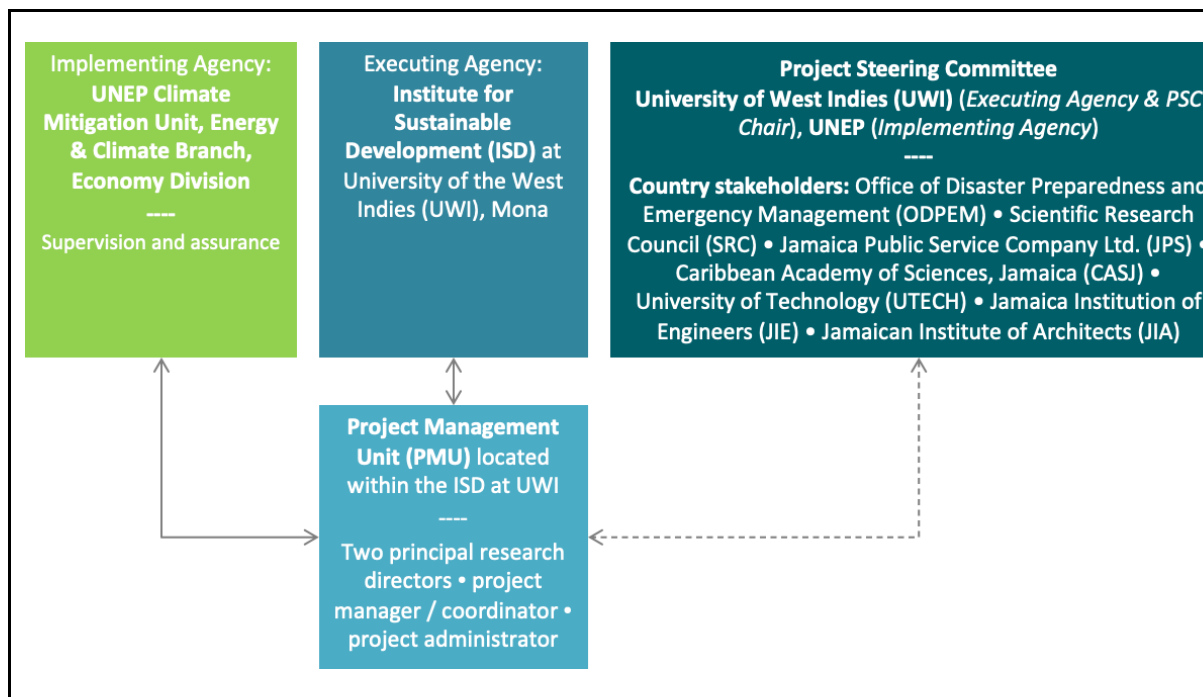 Implementing Agency:
UNEP Climate
Mitigation Unit, Energy
& Climate Branch,
Economy Division
----
Supervision and assurance
Executing Agency:
Institute for
Sustainable
Development (ISD) at
University of the West
Indies (UWI), Mona
Project Steering Committee
University of West Indies (UWI) (Executing Agency & PSC
Chair), UNEP (Implementing Agency)
----
Country stakeholders: Office of Disaster Preparedness and
Emergency Management (ODPEM) • Scientific Research
Council (SRC) • Jamaica Public Service Company Ltd. (JPS) •
Caribbean Academy of Sciences, Jamaica (CASJ) •
University of Technology (UTECH) • Jamaica Institution of
Engineers (JIE) • Jamaican Institute of Architects (JIA)
Project Management
Unit (PMU) located
within the ISD at UWI
----
Two principal research
directors • project
manager / coordinator •
project administrator